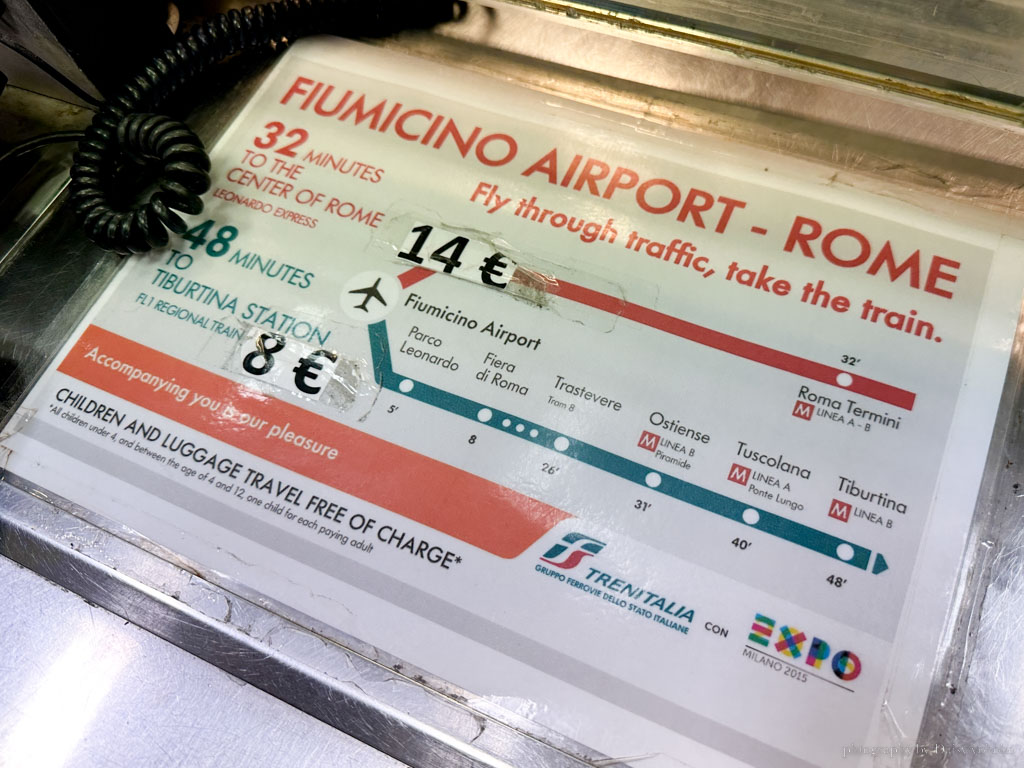 FIUMICINO AIRPORT - ROME
Fly through traffic, take the train.
32 MINUTES
TO THE
CENTER OF ROME
LEONARDO EXPRESS
14 €
48 MINUTES
TO
TIBURTINA STATION
FL1 REGIONAL TRAIN
8 €
Fiumicino Airport
32'
Roma Termini
M LINEA A - B
Parco
Leonardo
5'
Fiera
di Roma
8
Trastevere
Tram 8
26'
Ostiense
M LINEA B
Piramide
31'
Tuscolana
M LINEA A
Ponte Lungo
40'
Tiburtina
M LINEA B
48'
Accompanying you is our pleasure
CHILDREN AND LUGGAGE TRAVEL FREE OF CHARGE*
*All children under 4, and between the age of 4 and 12, one child for each paying adult
TRENITALIA
GRUPPO FERROVIE DELLO STATO ITALIANE
CON
EXPO
MILANO 2015